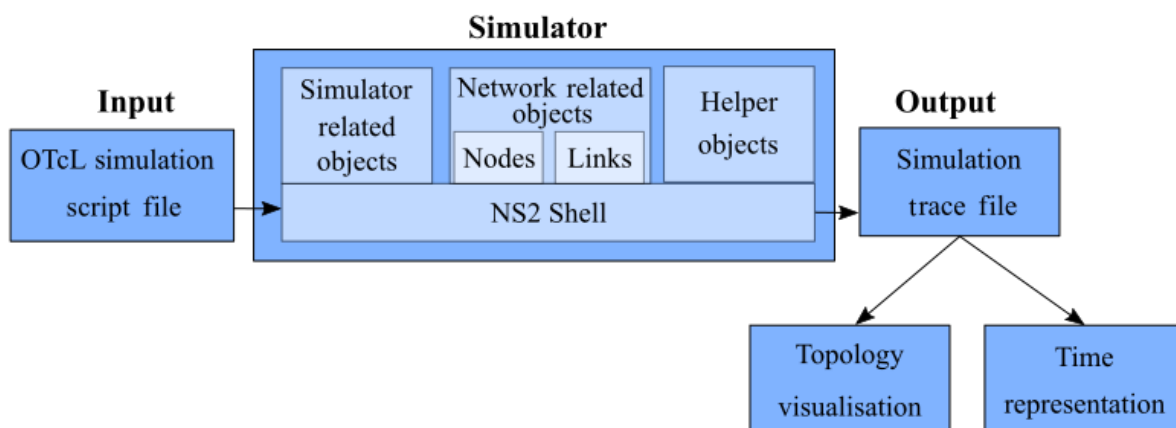 Simulator
Input
OTcL simulation
script file
Simulator
related
objects
Network related
objects
Nodes
Links
Helper
objects
NS2 Shell
Output
Simulation
trace file
Topology
visualisation
Time
representation